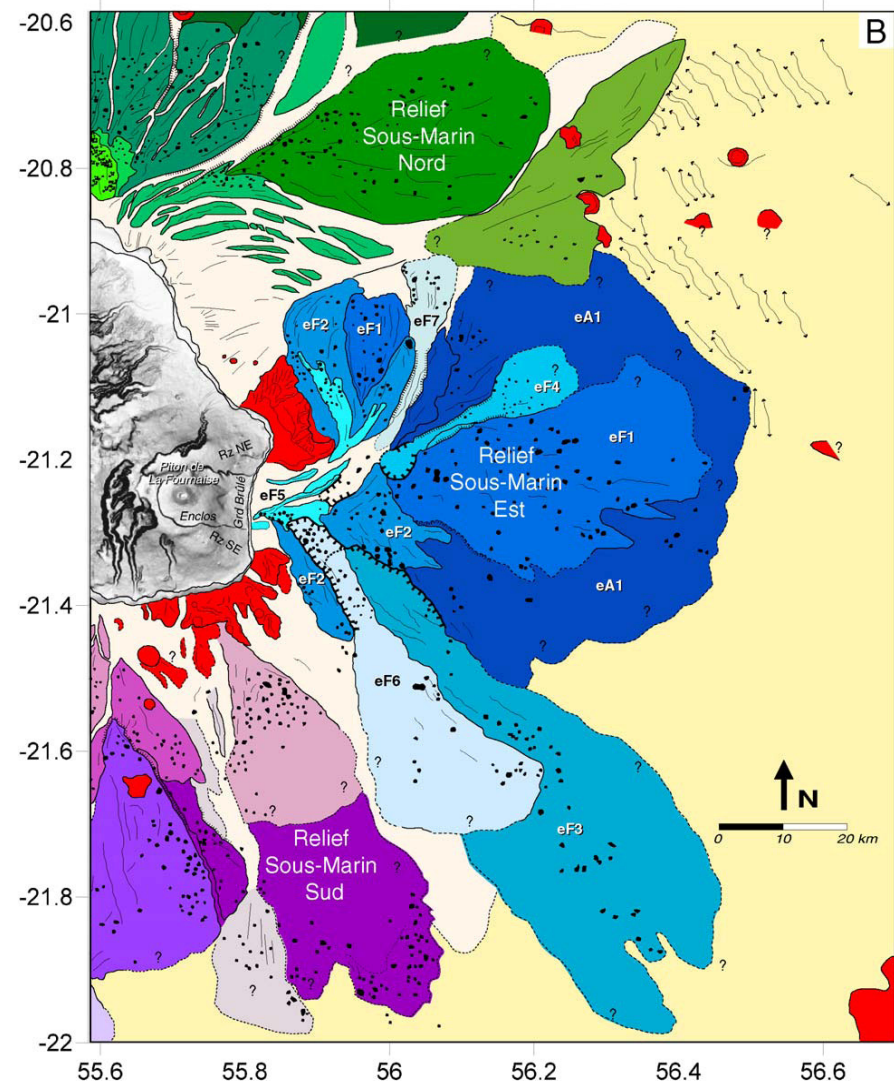 B
-20.6
-20.8
-21
-21.2
-21.4
-21.6
-21.8
-22
55.6
55.8
56
56.2
56.4
56.6
Relief
Sous-Marin
Nord
?
?
?
?
?
?
?
?
eF2
eF1
eF7
eA1
?
eF4
?
?
eF1
Relief
Sous-Marin
Est
?
?
Rz NE
Piton de
La Fournaise
Enclos
Grd Brûlé
Rz SE
eF5
eF2
eF2
eA1
?
?
?
eF6
?
?
?
eF3
?
?
?
?
?
Relief
Sous-Marin
Sud
?
?
?
?
N
0
10
20 km